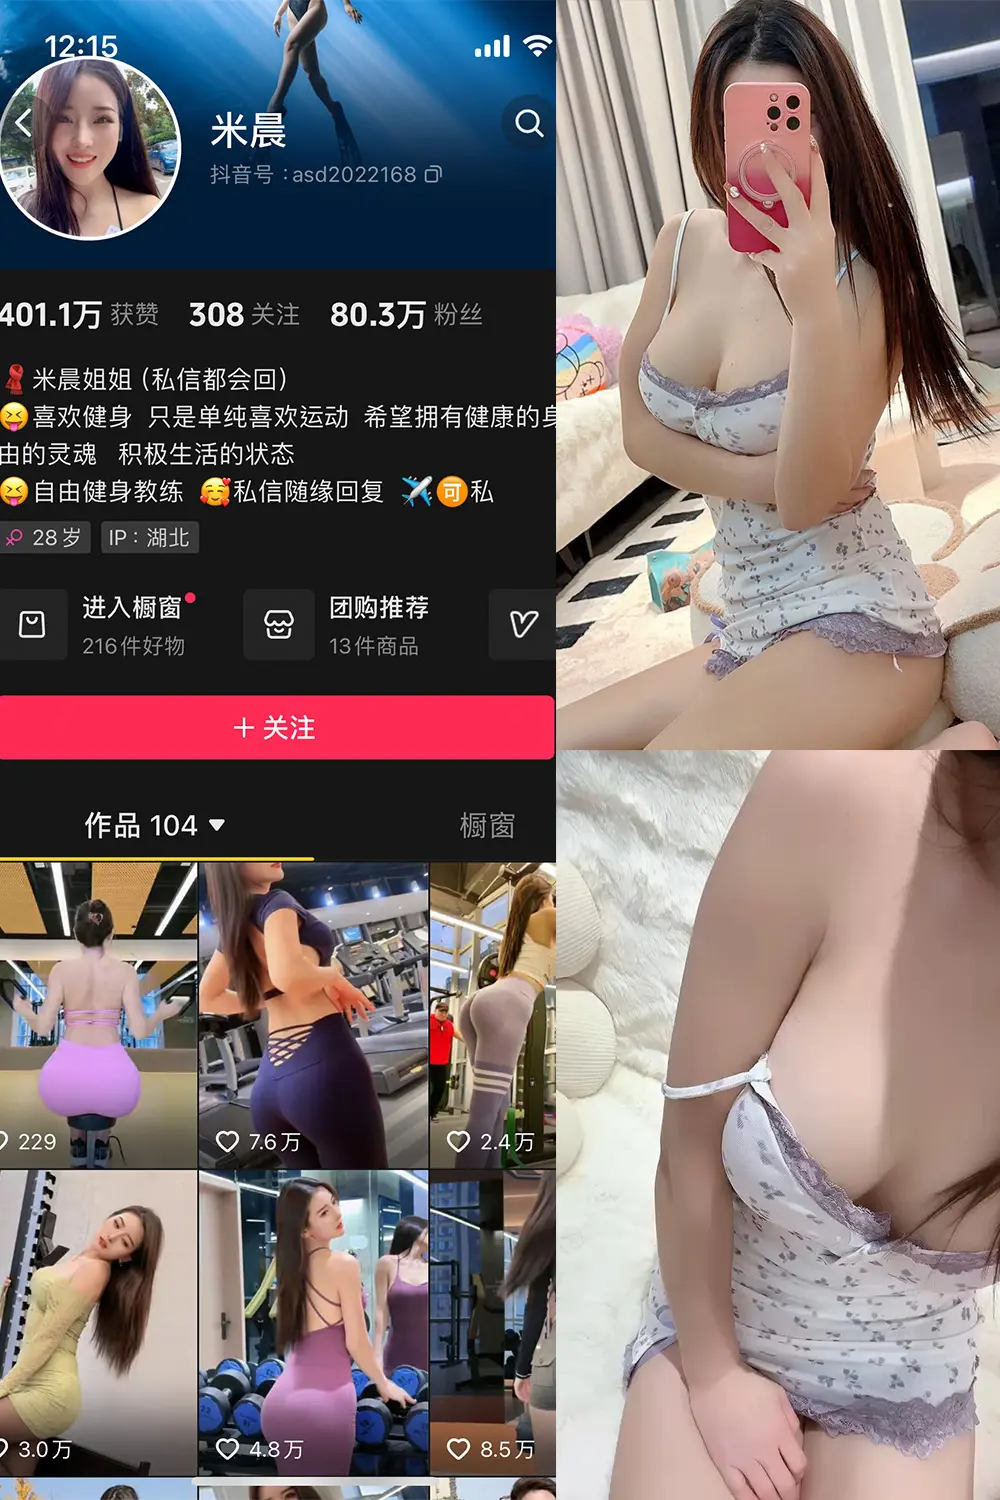 12:15
米晨
抖音号：asd2022168
401.1万 获赞 308 关注 80.3万 粉丝
米晨姐姐 (私信都会回)
😝喜欢健身 只是单纯喜欢运动 希望拥有健康的身
由的灵魂 积极生活的状态
😝自由健身教练 🥰私信随缘回复 ✈️🉑私
28岁 IP：湖北
进入橱窗
216件好物
团购推荐
13件商品
+ 关注
作品 104 橱窗
229 7.6万 2.4万
3.0万 4.8万 8.5万